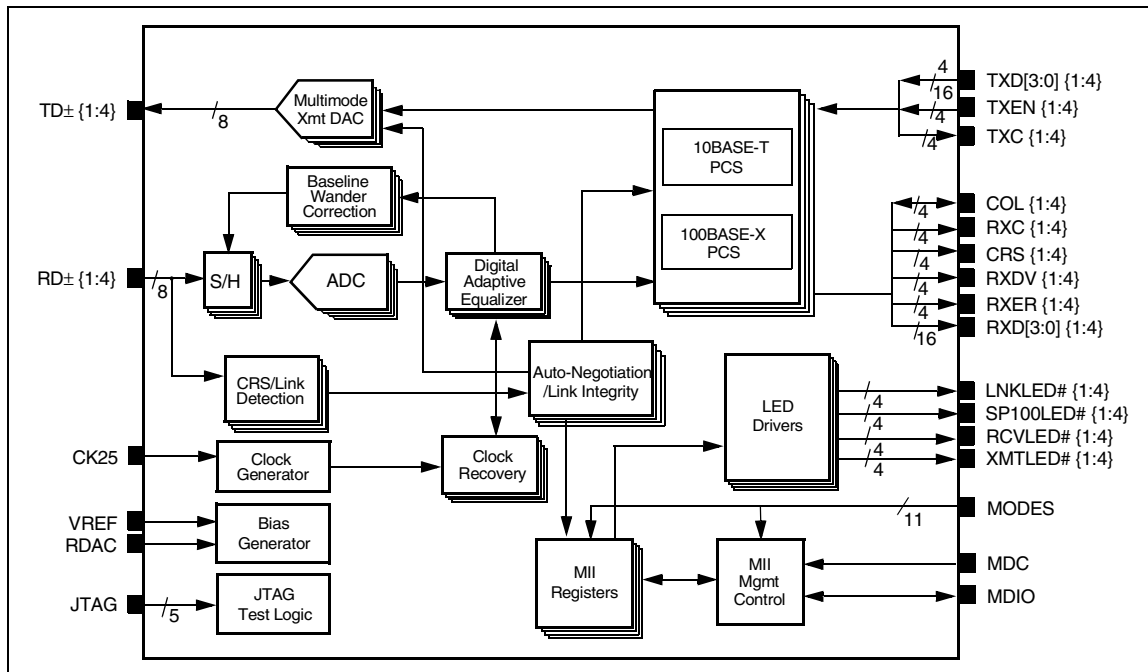 TD± {1:4}
8
Multimode
Xmt DAC
10BASE-T
PCS
100BASE-X
PCS
4
16
4
4
TXD[3:0] {1:4}
TXEN {1:4}
TXC {1:4}
Baseline
Wander
Correction
RD± {1:4}
8
S/H
ADC
Digital
Adaptive
Equalizer
4
4
4
4
4
16
COL {1:4}
RXC {1:4}
CRS {1:4}
RXDV {1:4}
RXER {1:4}
RXD[3:0] {1:4}
CRS/Link
Detection
Auto-Negotiation
/Link Integrity
LED
Drivers
4
4
4
4
4
LNKLED# {1:4}
SP100LED# {1:4}
RCVLED# {1:4}
XMTLED# {1:4}
CK25
Clock
Generator
Clock
Recovery
VREF
RDAC
Bias
Generator
MII
Registers
MII
Mgmt
Control
11
MODES
MDC
MDIO
JTAG
5
JTAG
Test Logic